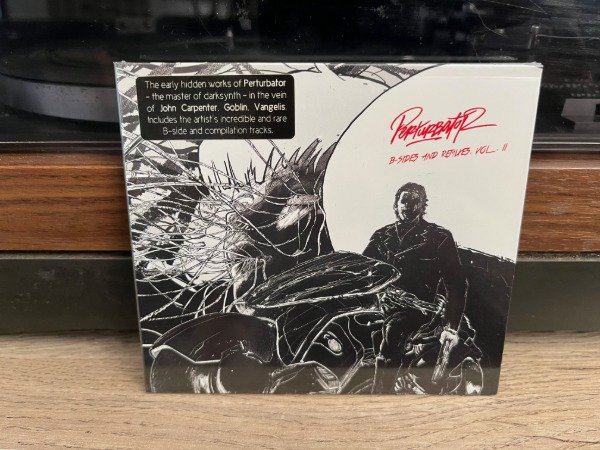 The early hidden works of Perturbator
- the master of darksynth - in the vein
of John Carpenter, Goblin, Vangelis.
Includes the artist's incredible and rare
B-side and compilation tracks.
PERTURBATOR
B-SIDES AND REMIXES, VOL. II